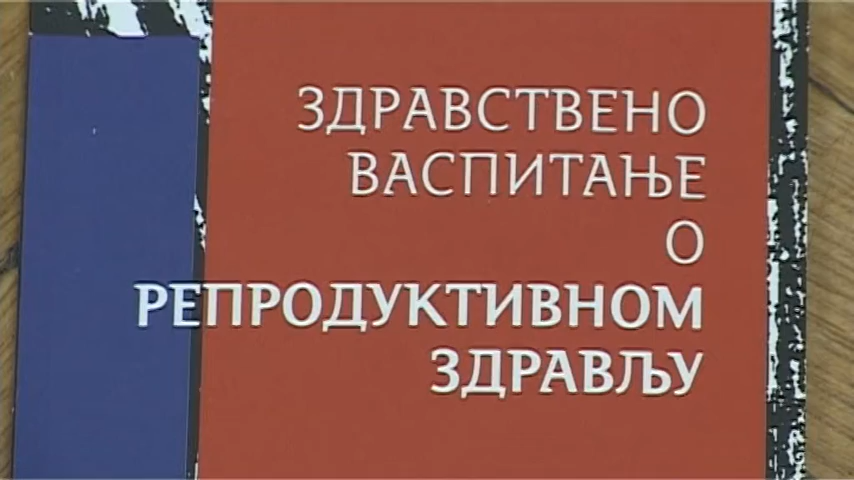 ЗДРАВСТВЕНО
ВАСПИТАЊЕ
О
РЕПРОДУКТИВНОМ
ЗДРАВЉУ